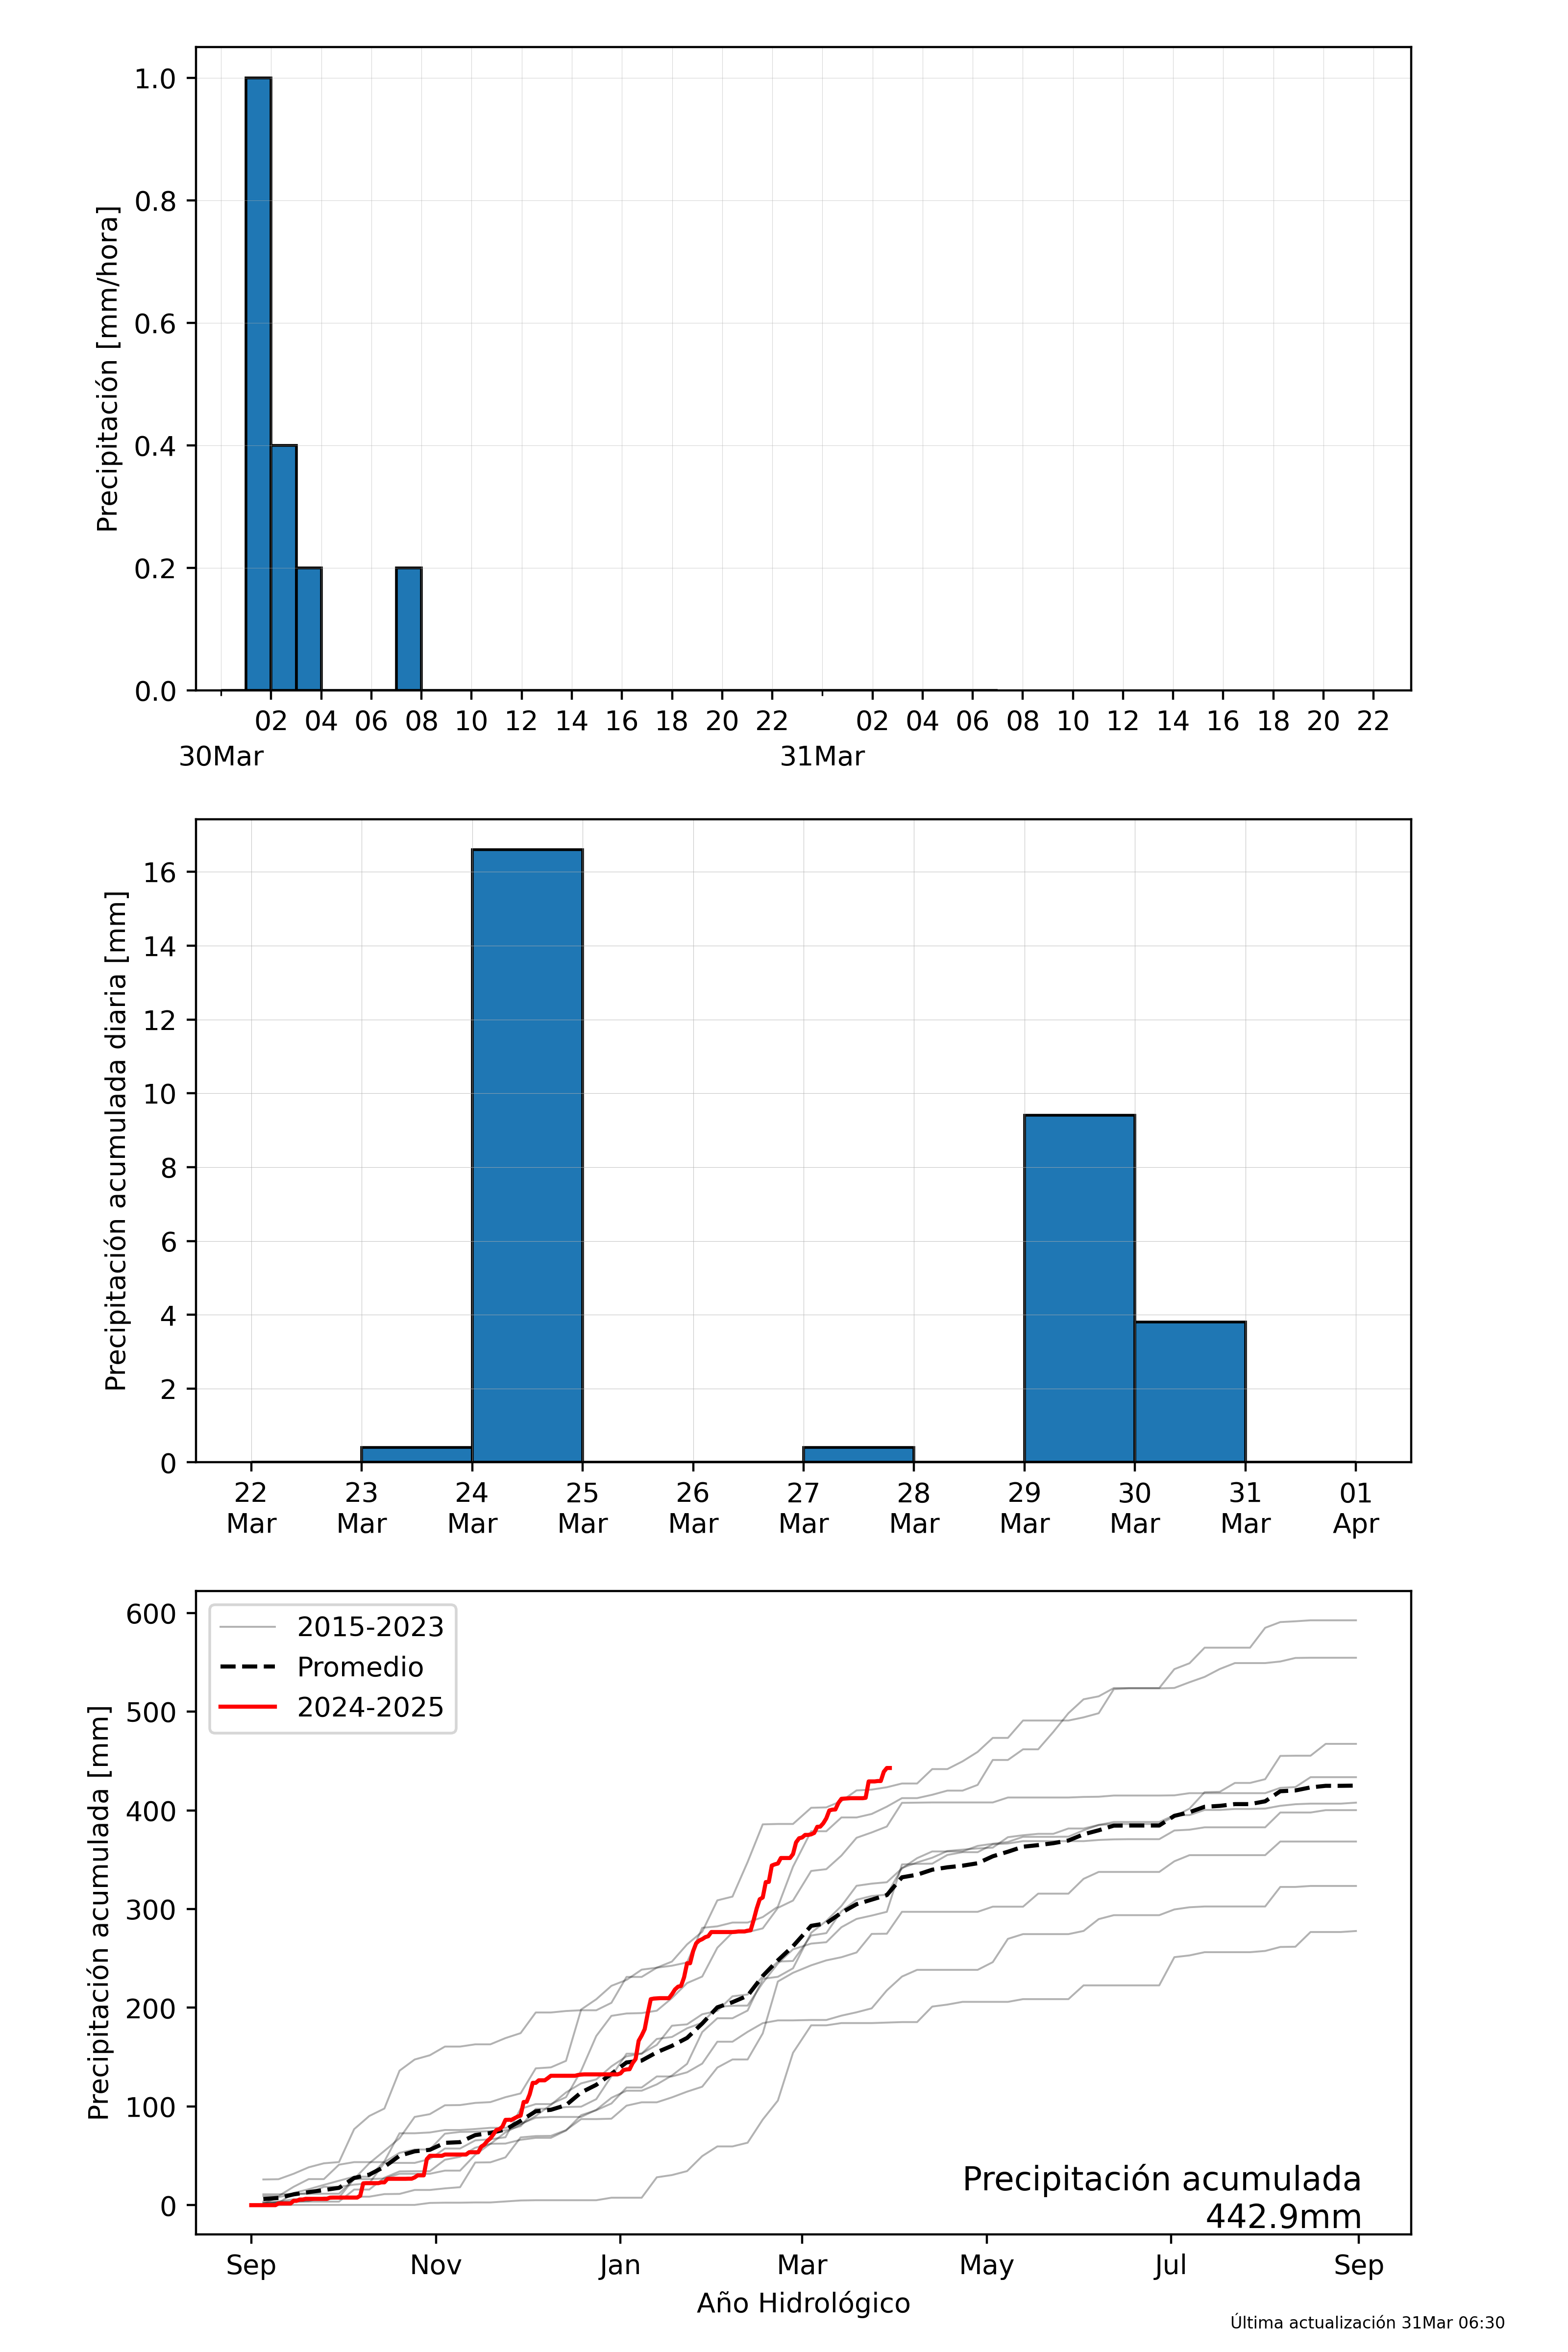 1.0
0.8
0.6
0.4
0.2
0.0
Precipitación [mm/hora]
02 04 06 08 10 12 14 16 18 20 22 02 04 06 08 10 12 14 16 18 20 22
30Mar 31Mar
16
14
12
10
8
6
4
2
0
Precipitación acumulada diaria [mm]
22 23 24 25 26 27 28 29 30 31 01
Mar Mar Mar Mar Mar Mar Mar Mar Mar Mar Apr
600
500
400
300
200
100
0
Precipitación acumulada [mm]
2015-2023
Promedio
2024-2025
Precipitación acumulada
442.9mm
Sep Nov Jan Mar May Jul Sep
Año Hidrológico
Última actualización 31Mar 06:30